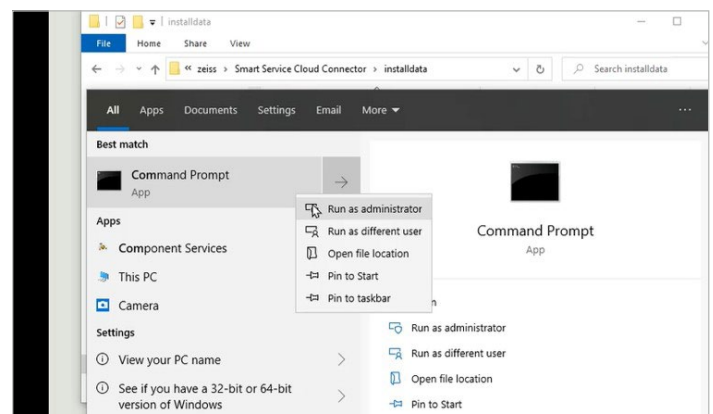 installdata
File Home Share View
« zeiss > Smart Service Cloud Connector > installdata
Search installdata
All Apps Documents Settings Email More
Best match
Command Prompt
App
Run as administrator
Run as different user
Open file location
Pin to Start
Pin to taskbar
Command Prompt
App
Apps
Component Services
This PC
Camera
Settings
View your PC name
See if you have a 32-bit or 64-bit
version of Windows
Run as administrator
Run as different user
Open file location
Pin to Start